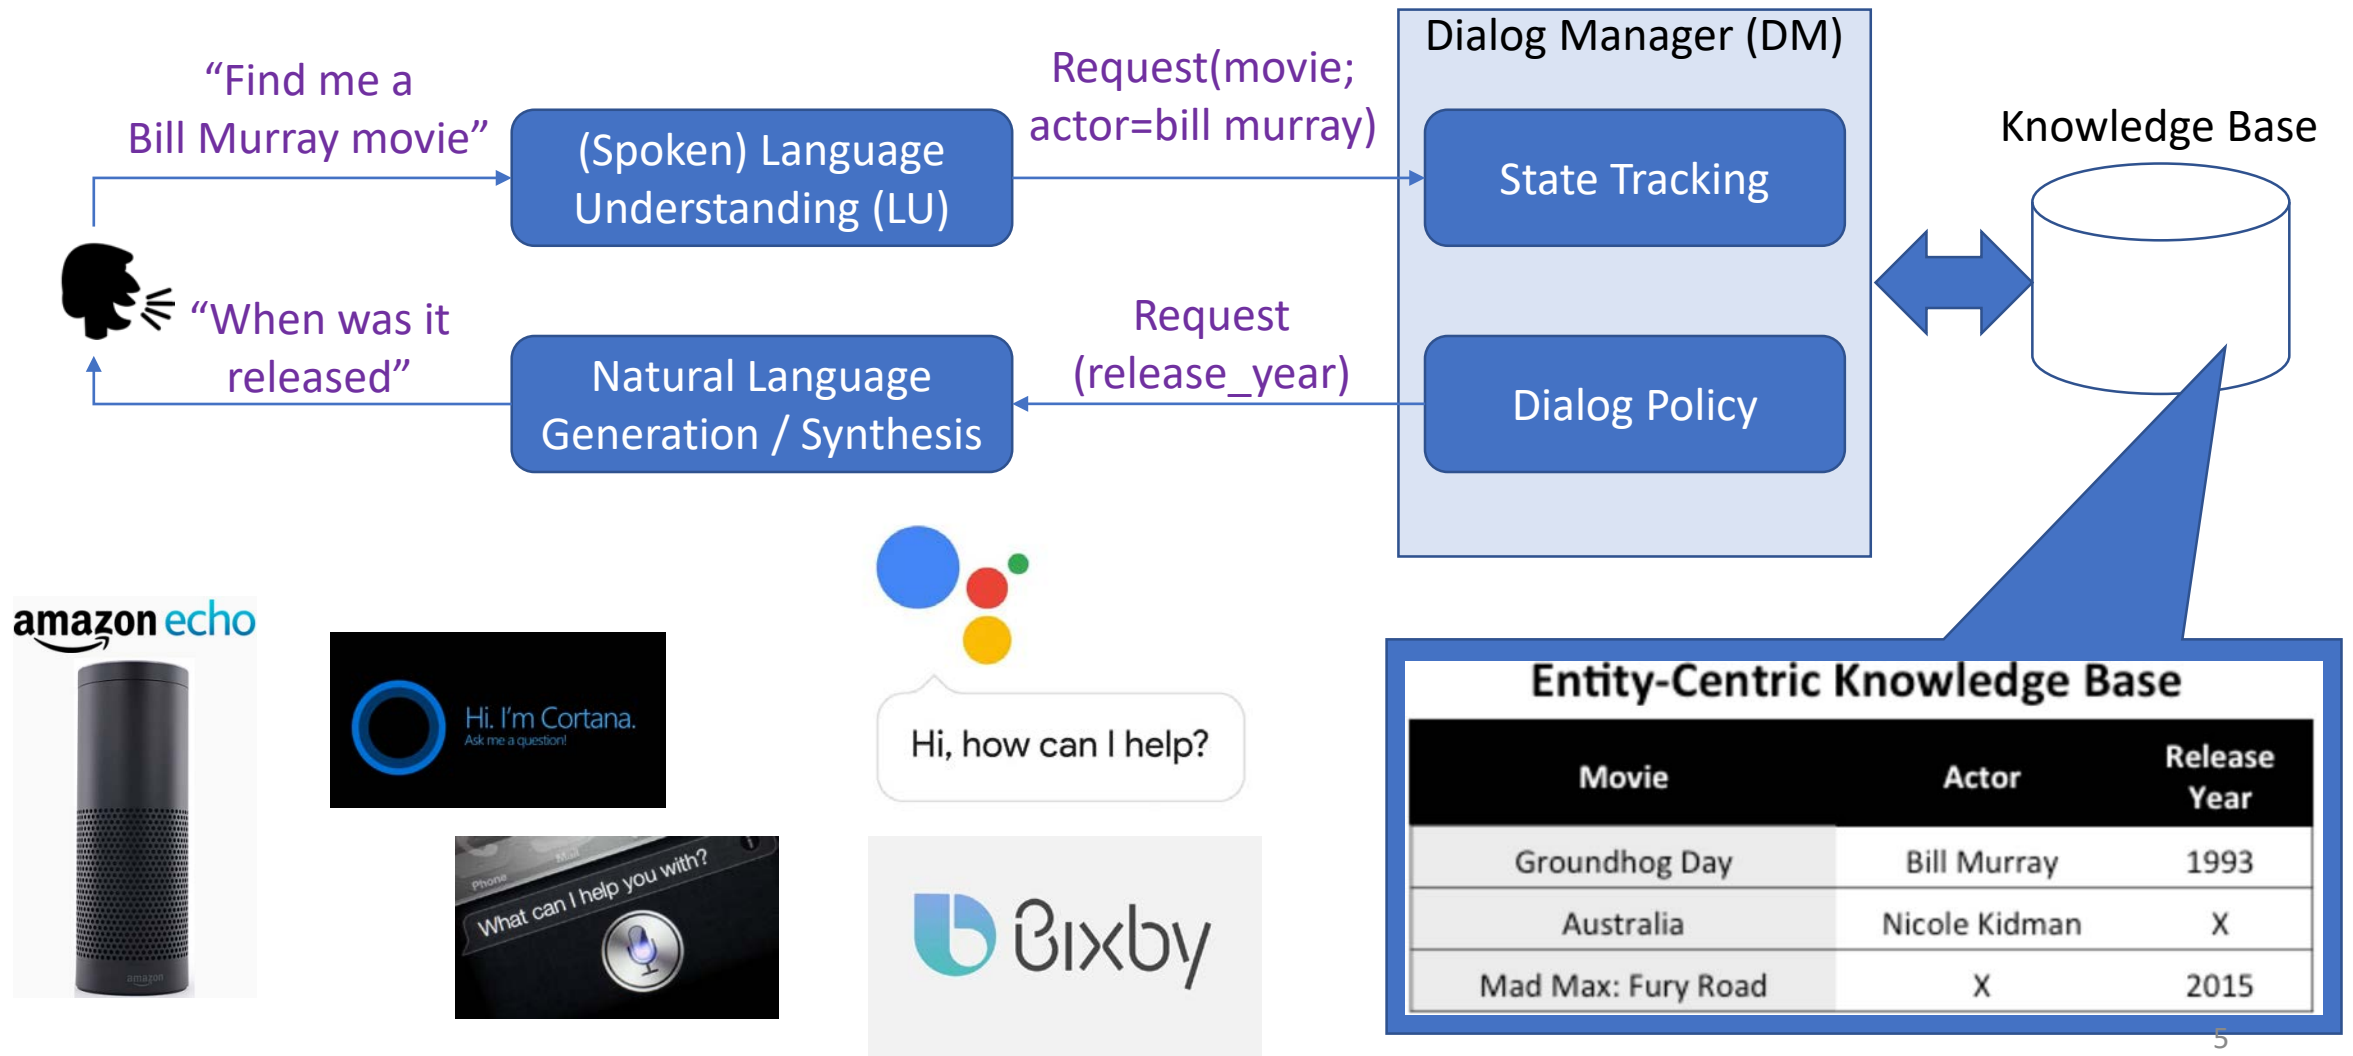 “Find me a
Bill Murray movie”
(Spoken) Language
Understanding (LU)
Request(movie;
actor=bill murray)
Dialog Manager (DM)
State Tracking
Knowledge Base
“When was it
released”
Natural Language
Generation / Synthesis
Request
(release_year)
Dialog Policy
amazon echo
amazon
Hi. I'm Cortana.
Ask me a question!
Hi, how can I help?
Phone
Mail
What can I help you with?
Bixby
Entity-Centric Knowledge Base
Movie Actor Release Year
Groundhog Day Bill Murray 1993
Australia Nicole Kidman X
Mad Max: Fury Road X 2015
5